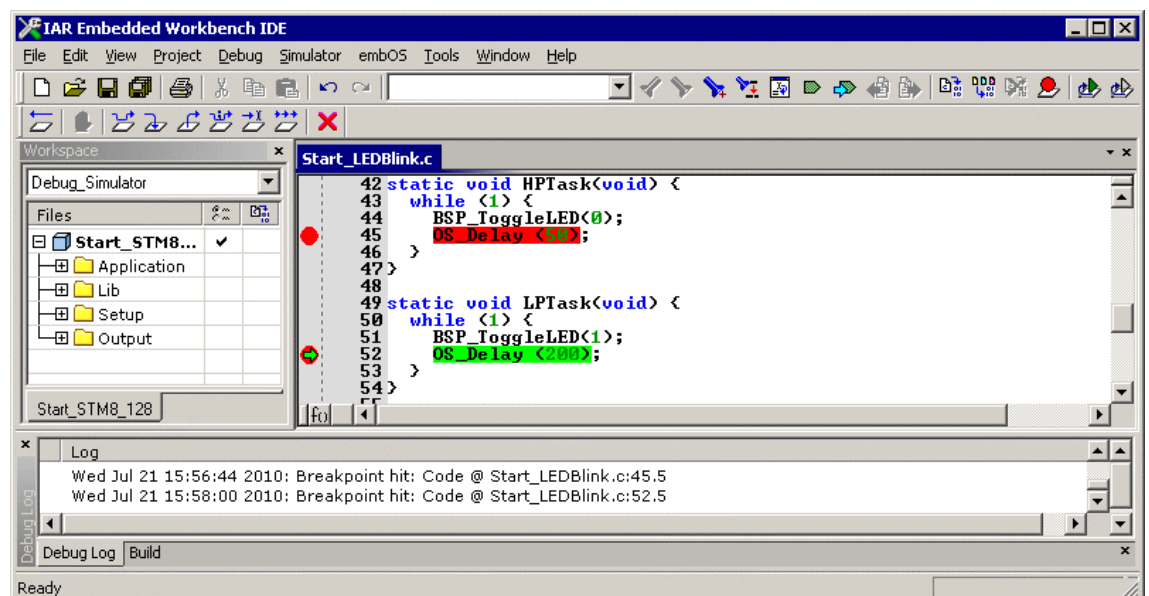 IAR Embedded Workbench IDE
File Edit View Project Debug Simulator embOS Tools Window Help
Workspace
Debug_Simulator
Files
Start_STM8...
Application
Lib
Setup
Output
Start_STM8_128
Start_LEDBlink.c
42 static void HPTask(void) {
43 while (1) {
44 BSP_ToggleLED(0);
45 OS_Delay (50);
46 }
47 }
48
49 static void LPTask(void) {
50 while (1) {
51 BSP_ToggleLED(1);
52 OS_Delay (200);
53 }
54 }
Log
Wed Jul 21 15:56:44 2010: Breakpoint hit: Code @ Start_LEDBlink.c:45.5
Wed Jul 21 15:58:00 2010: Breakpoint hit: Code @ Start_LEDBlink.c:52.5
Debug Log
Debug Log Build
Ready